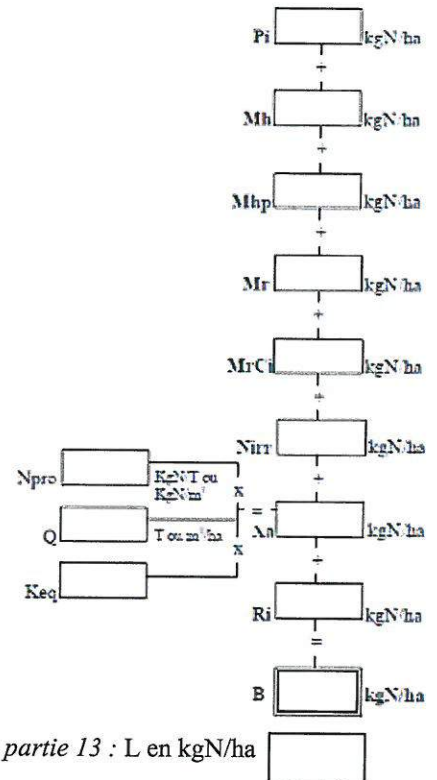 Pi kgN/ha
+
Mh kgN/ha
+
Mhp kgN/ha
+
Mr kgN/ha
+
MrCi kgN/ha
+
Nirr kgN/ha
+
Npro KgN/T ou
KgN/m³
x
Q T ou m³/ha
= Xa kgN/ha
x
Keq
+
Ri kgN/ha
=
B kgN/ha
partie 13 : L en kgN/ha